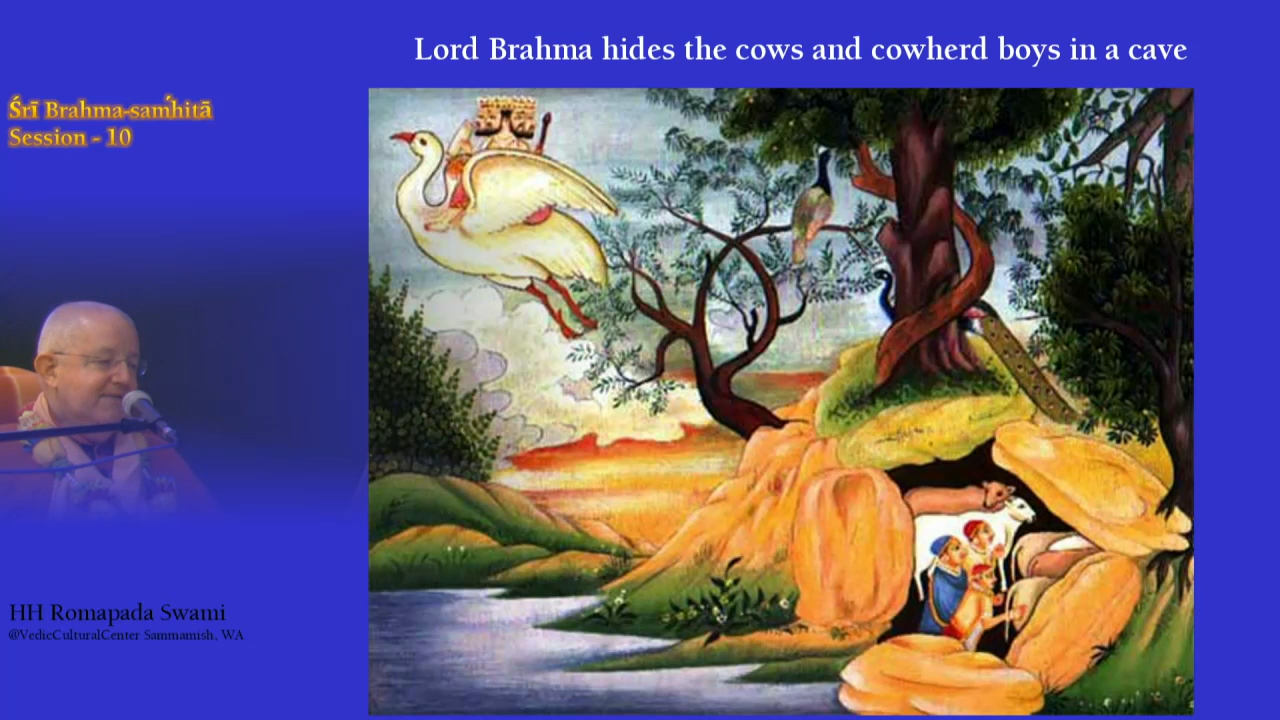 Lord Brahma hides the cows and cowherd boys in a cave
Śrī Brahma-saḿhitā
Session - 10
HH Romapada Swami
@VedicCulturalCenter Sammamish, WA